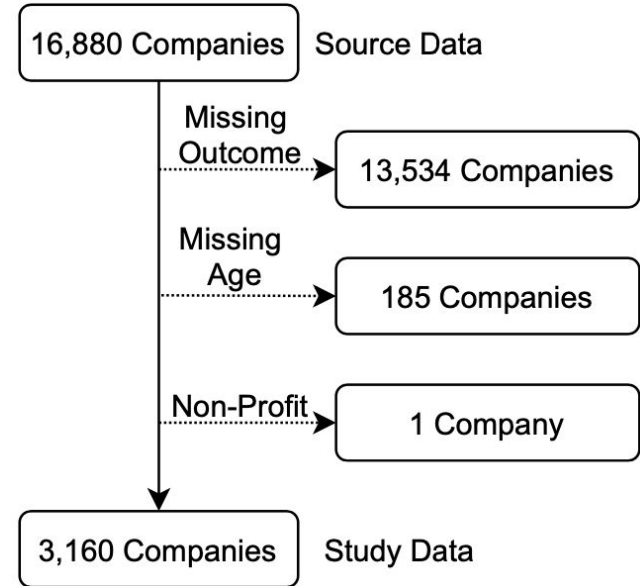 16,880 Companies Source Data
Missing
Outcome
13,534 Companies
Missing
Age
185 Companies
Non-Profit
1 Company
3,160 Companies Study Data